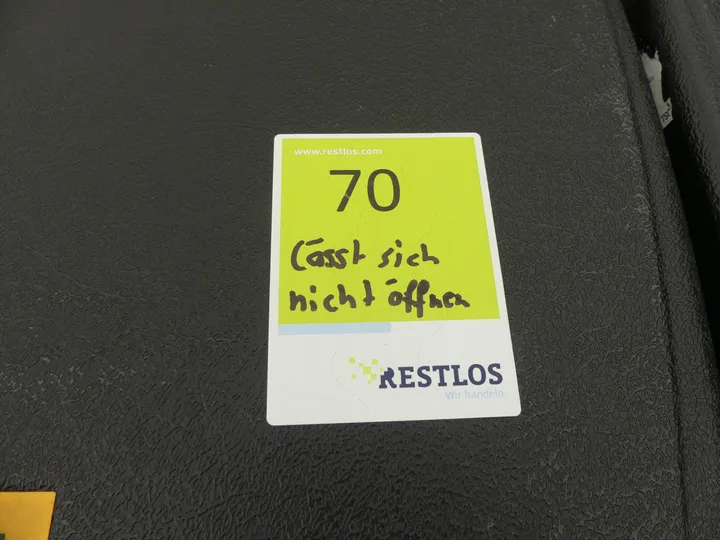 www.restlos.com
70
Lässt sich
nicht öffnen
RESTLOS
Wir handeln